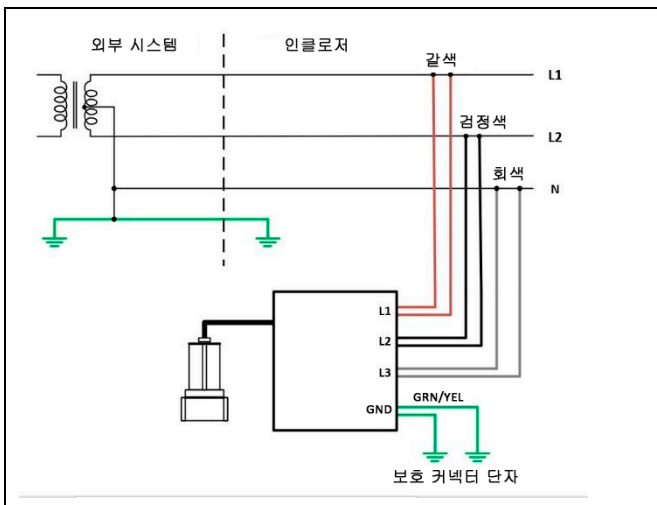 외부 시스템
인클로저
갈색
L1
검정색
L2
회색
N
L1
L2
L3
GRN/YEL
GND
보호 커넥터 단자